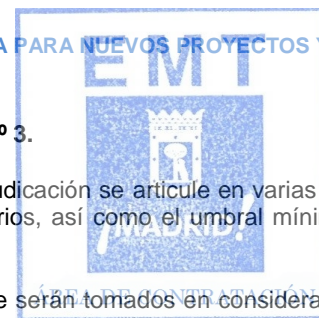 A PARA NUEVOS PROYECTOS Y
EMT
º 3.
udicación se articule en varias
rios, así como el umbral míni
¡MADRID!
ÁREA DE CONTRATACIÓN
e serán tomados en considera